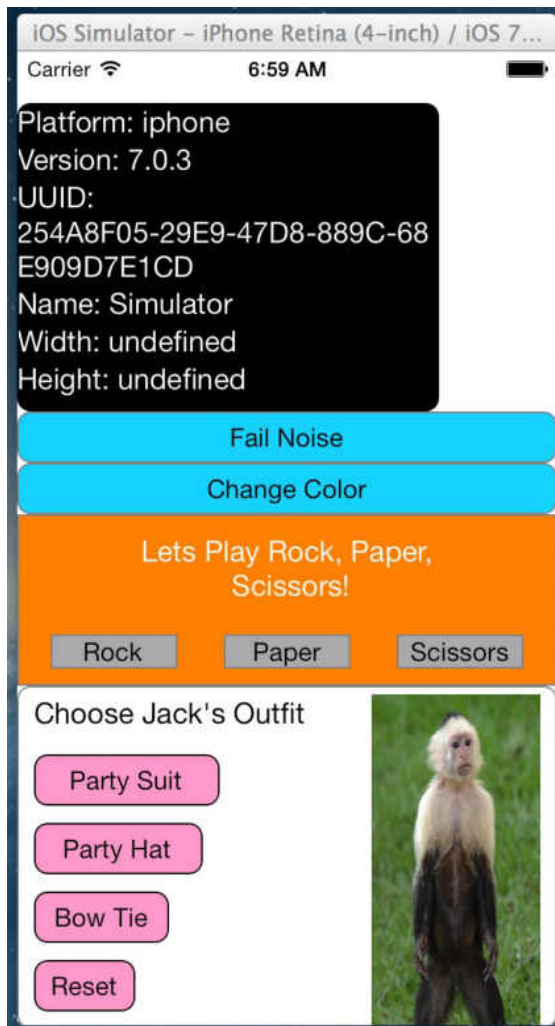 iOS Simulator – iPhone Retina (4-inch) / iOS 7...
Carrier 6:59 AM
Platform: iphone
Version: 7.0.3
UUID:
254A8F05-29E9-47D8-889C-68
E909D7E1CD
Name: Simulator
Width: undefined
Height: undefined
Fail Noise
Change Color
Lets Play Rock, Paper,
Scissors!
Rock Paper Scissors
Choose Jack's Outfit
Party Suit
Party Hat
Bow Tie
Reset